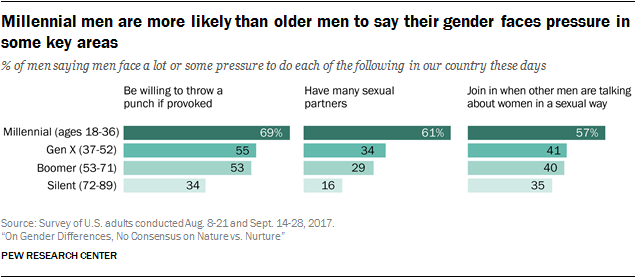 Millennial men are more likely than older men to say their gender faces pressure in
some key areas
% of men saying men face a lot or some pressure to do each of the following in our country these days
Be willing to throw a punch if provoked
Have many sexual partners
Join in when other men are talking about women in a sexual way
Millennial (ages 18-36) 69% 61% 57%
Gen X (37-52) 55 34 41
Boomer (53-71) 53 29 40
Silent (72-89) 34 16 35
Source: Survey of U.S. adults conducted Aug. 8-21 and Sept. 14-28, 2017.
“On Gender Differences, No Consensus on Nature vs. Nurture”
PEW RESEARCH CENTER